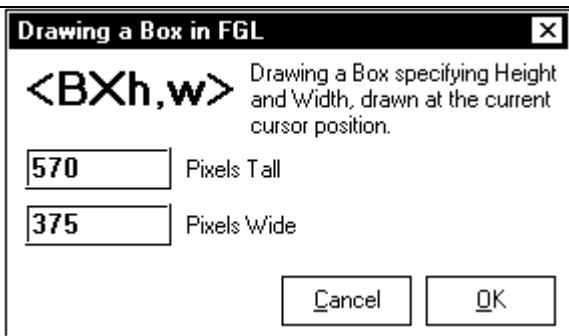 Drawing a Box in FGL
<BXh,w>
Drawing a Box specifying Height
and Width, drawn at the current
cursor position.
570
Pixels Tall
375
Pixels Wide
Cancel
OK